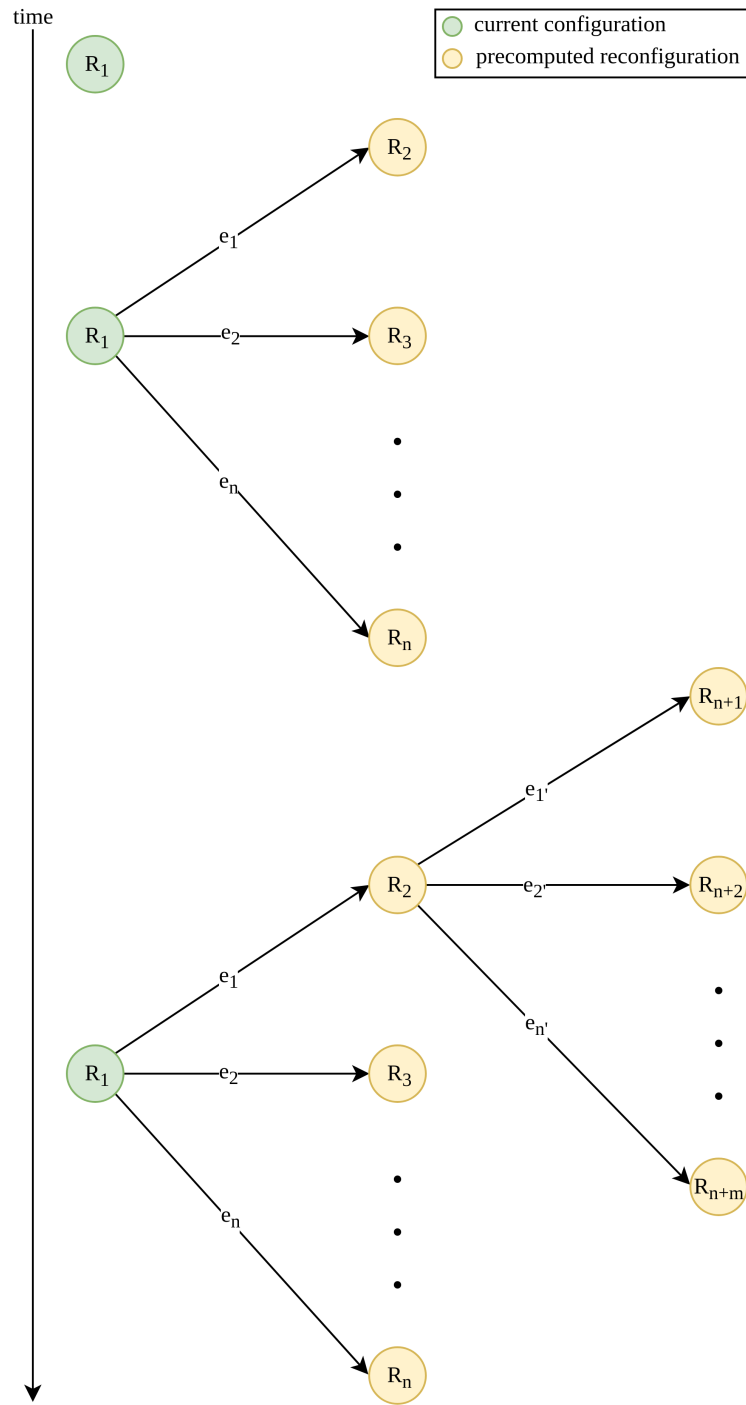 time
current configuration
precomputed reconfiguration
R1
R2
e1
R1
e2
R3
en
Rn
Rn+1
e1'
R2
e2'
Rn+2
e1
en'
R1
e2
R3
Rn+m
en
Rn